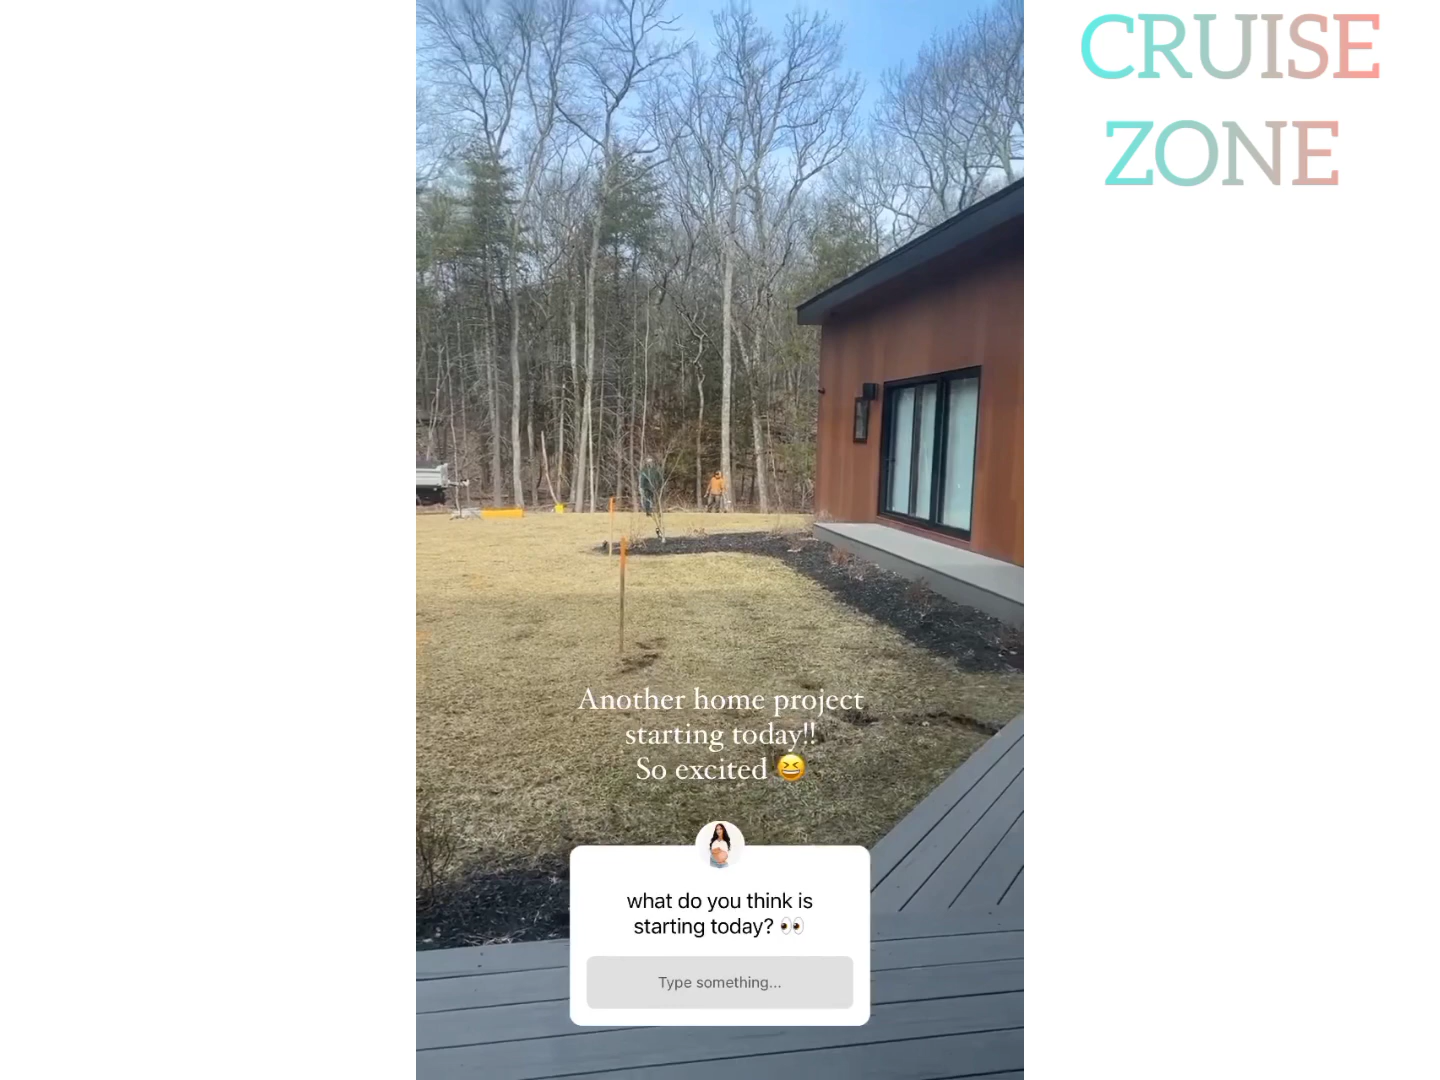 CRUISE
ZONE
Another home project
starting today!!
So excited 😆
what do you think is
starting today? 👀
Type something...